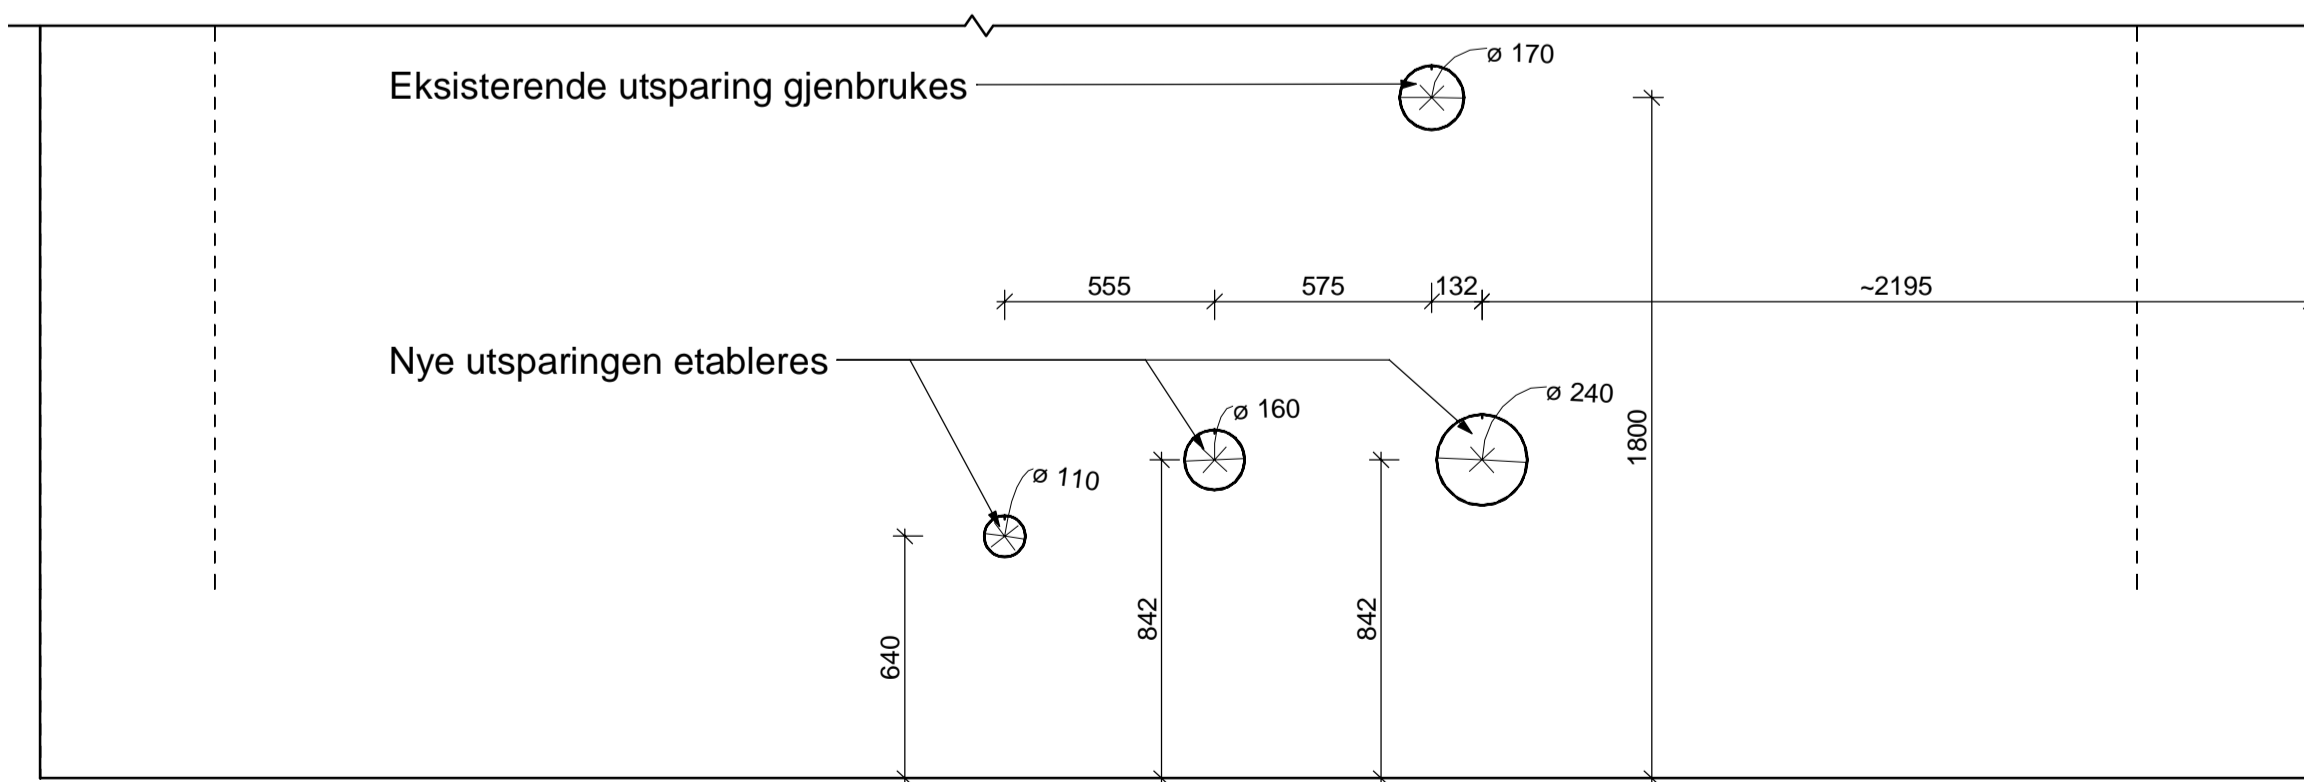 ø 170
Eksisterende utsparing gjenbrukes
555
575
132
~2195
Nye utsparingen etableres
ø 240
ø 160
1800
ø 110
842
842
640